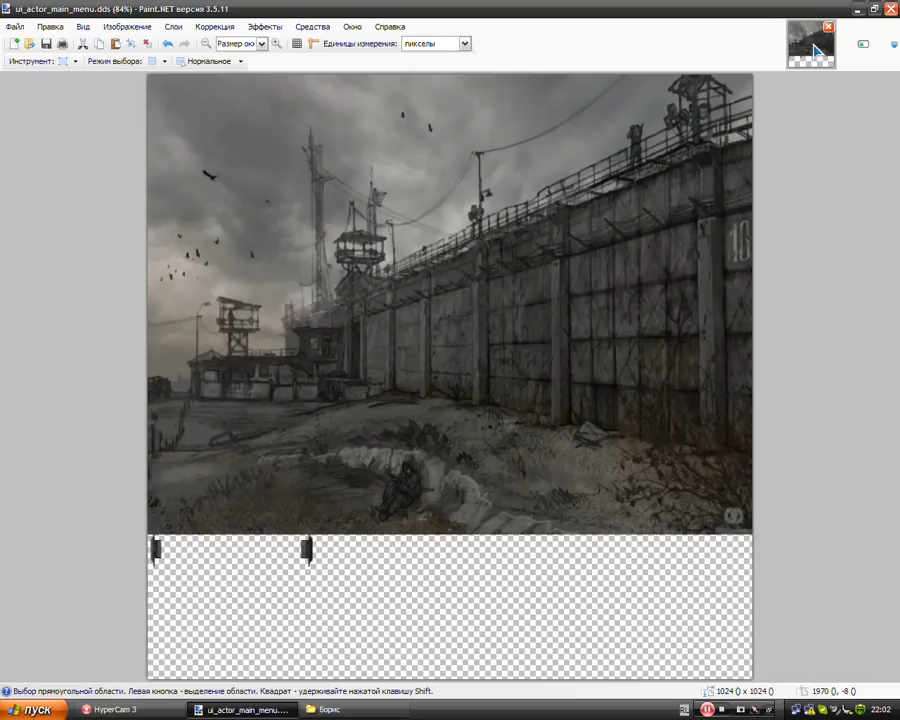 ui_actor_main_menu.dds (84%) - Paint.NET версия 3.5.11
Файл Правка Вид Изображение Слои Коррекция Эффекты Средства Окно Справка
Размер ок Единицы измерения: пикселы
Инструмент: Режим выбора: Нормальное
16
Выбор прямоугольной области. Левая кнопка - выделение области. Квадрат - удерживайте нажатой клавишу Shift.
1024 () x 1024 () 1970 (), -8 ()
пуск HyperCam 3 ui_actor_main_menu.... Борис 22:02